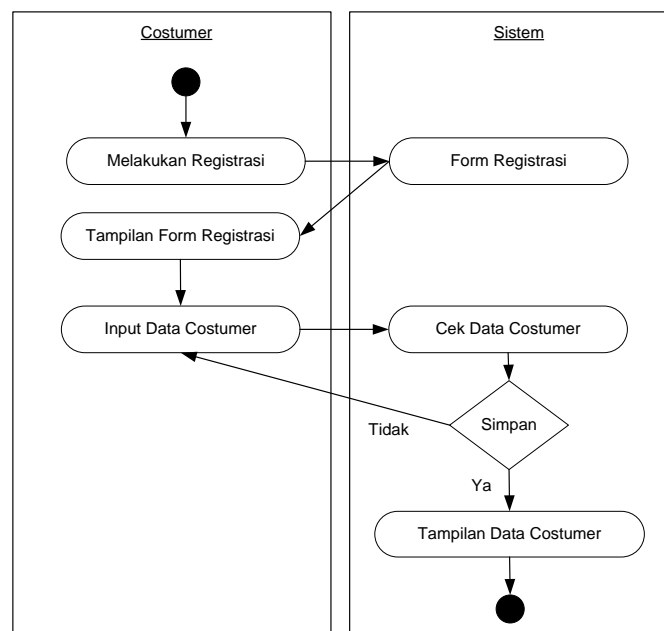 Costumer
Sistem
Melakukan Registrasi
Form Registrasi
Tampilan Form Registrasi
Input Data Costumer
Cek Data Costumer
Simpan
Tidak
Ya
Tampilan Data Costumer